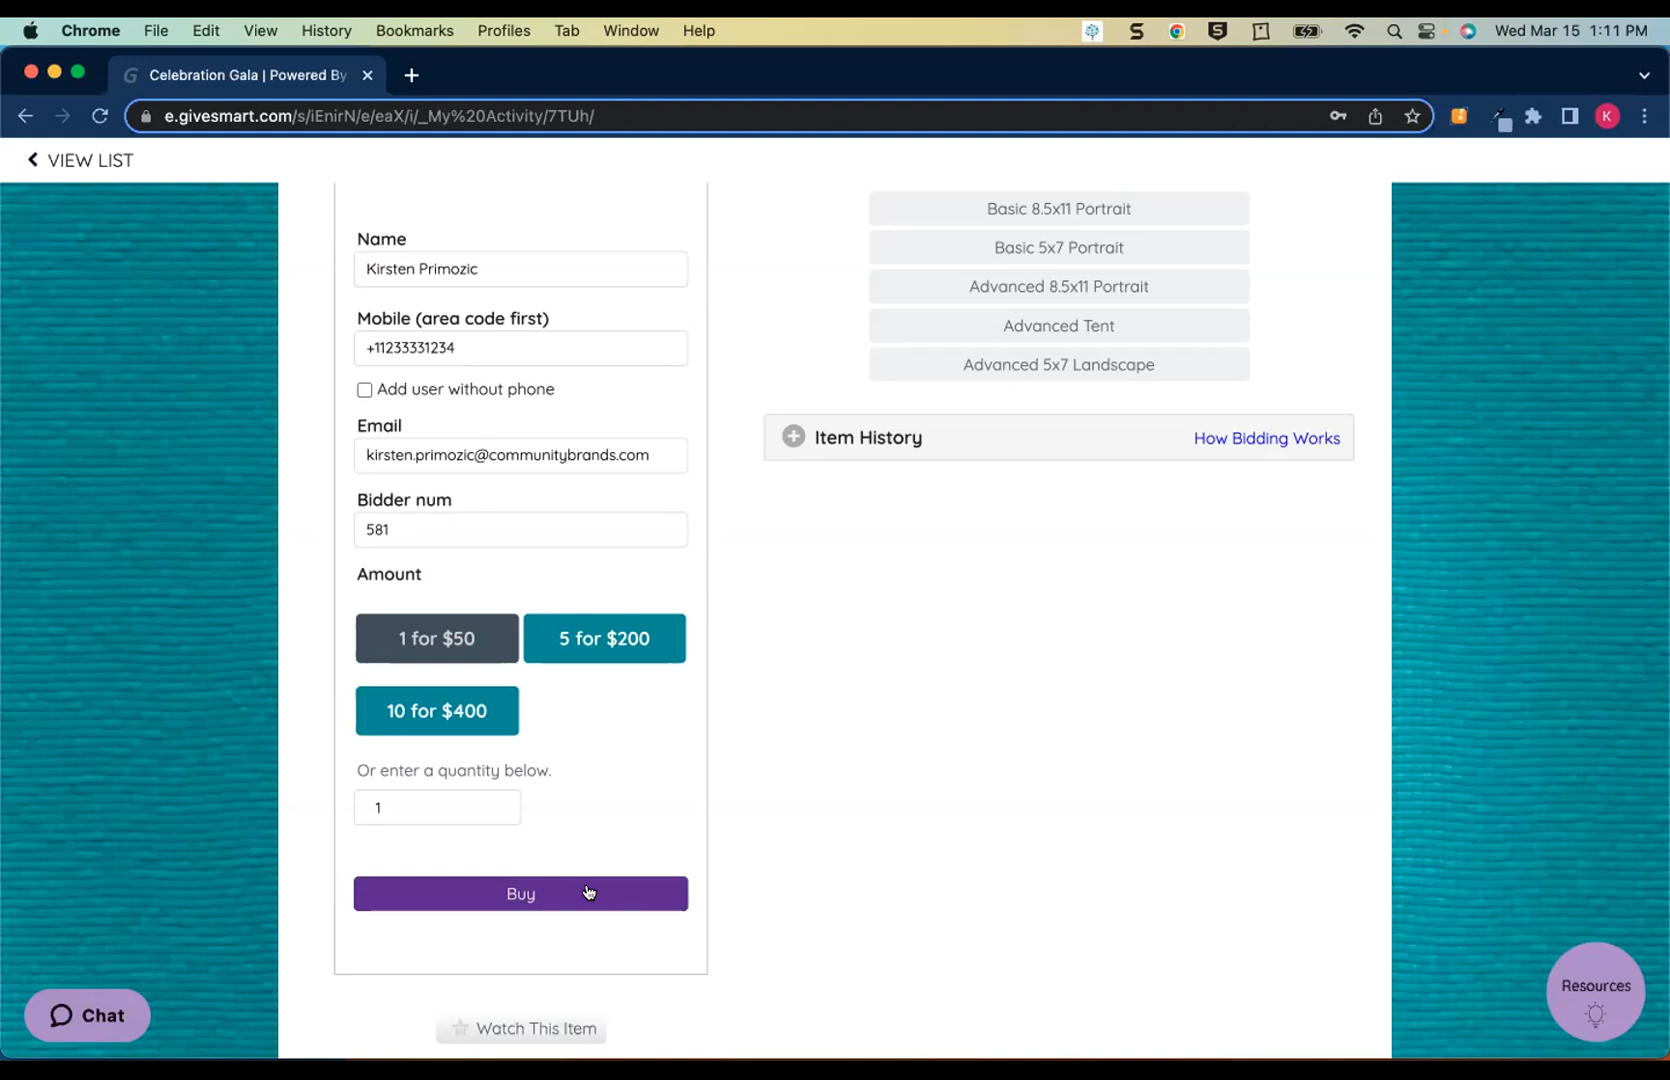 Chrome File Edit View History Bookmarks Profiles Tab Window Help Wed Mar 15 1:11 PM
Celebration Gala | Powered By
e.givesmart.com/s/iEnirN/e/eaX/i/_My%20Activity/7TUh/
K
VIEW LIST
Name
Kirsten Primozic
Mobile (area code first)
+11233331234
Add user without phone
Email
kirsten.primozic@communitybrands.com
Bidder num
581
Amount
1 for $50
5 for $200
10 for $400
Or enter a quantity below.
1
Buy
Watch This Item
Basic 8.5x11 Portrait
Basic 5x7 Portrait
Advanced 8.5x11 Portrait
Advanced Tent
Advanced 5x7 Landscape
Item History
How Bidding Works
Chat
Resources